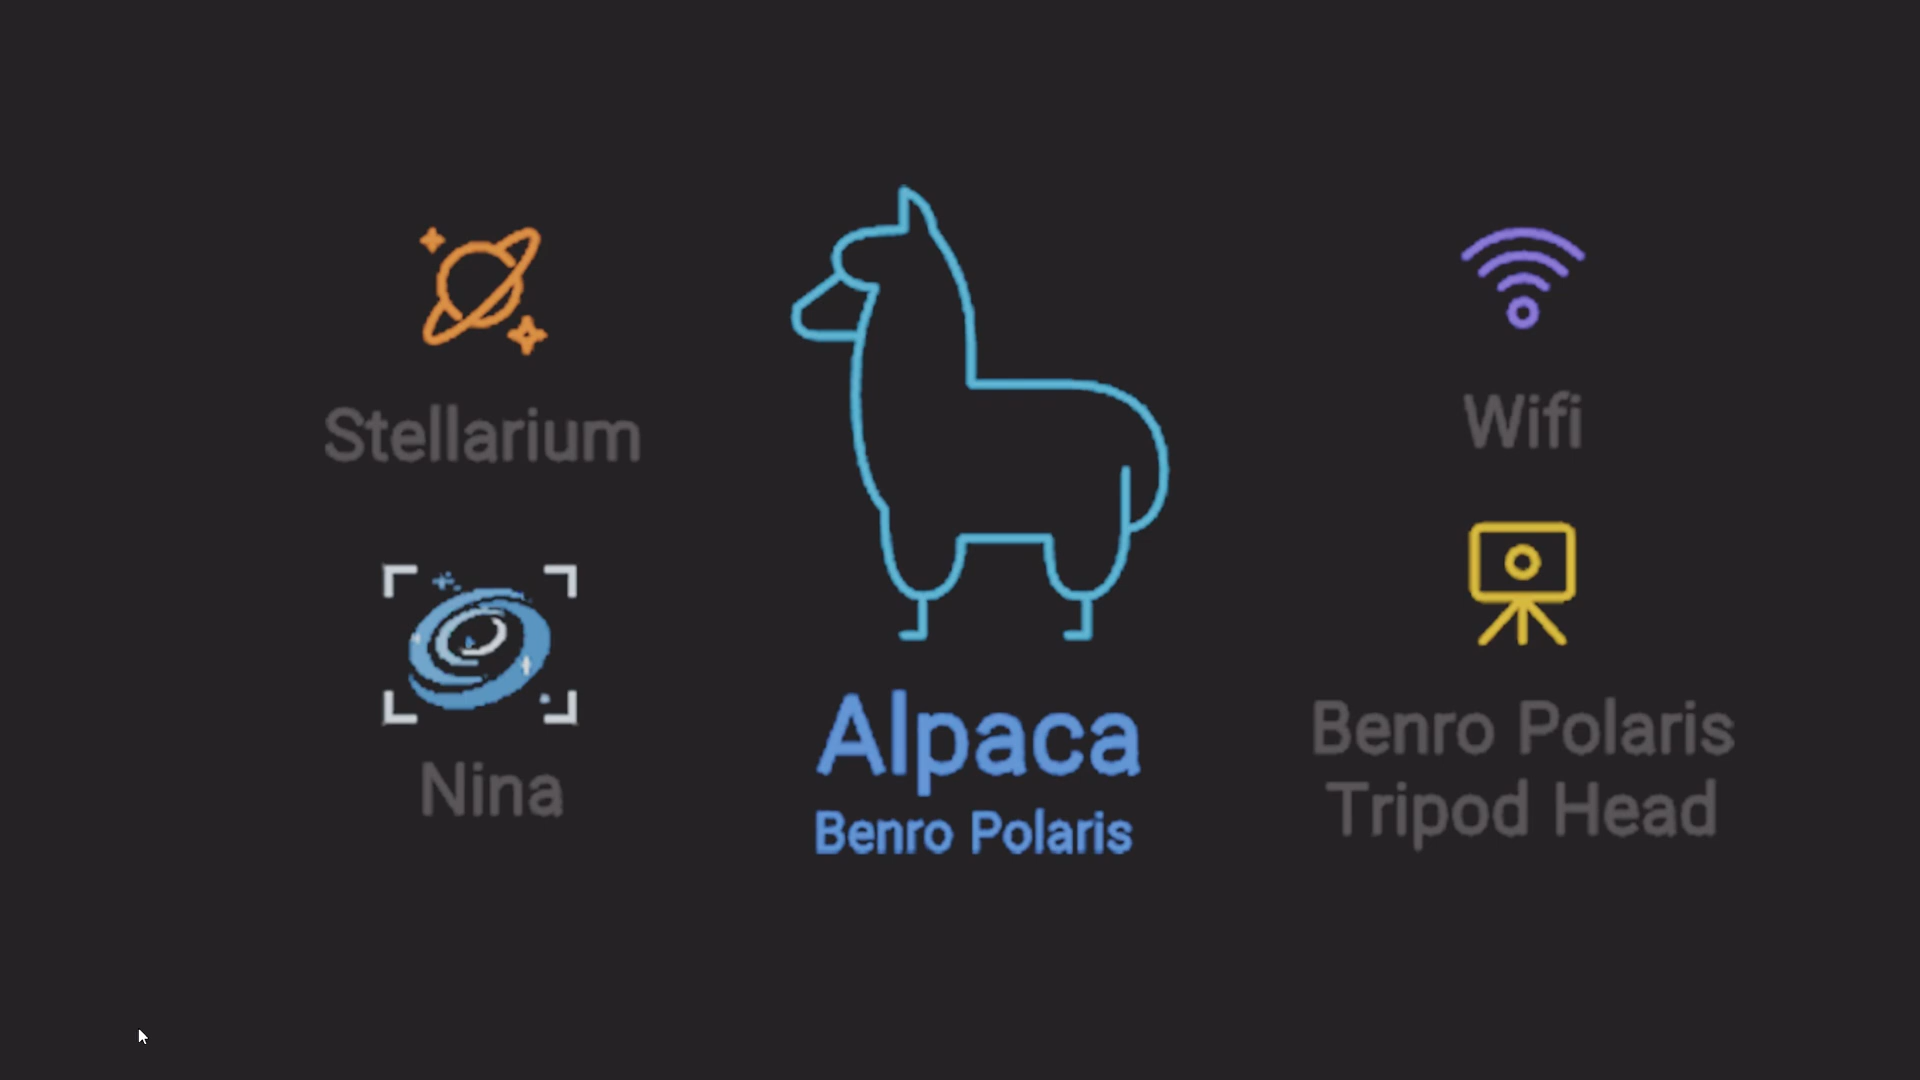 Stellarium
Nina
Alpaca
Benro Polaris
Wifi
Benro Polaris
Tripod Head